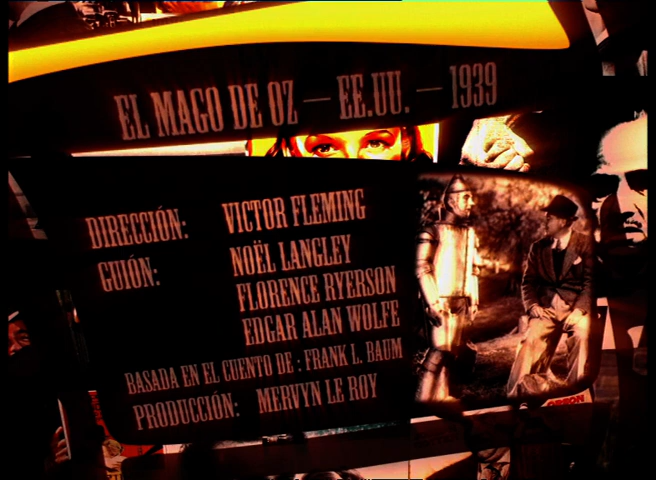 EL MAGO DE OZ — EE.UU. — 1939
DIRECCIÓN: VICTOR FLEMING
GUIÓN: NOËL LANGLEY
FLORENCE RYERSON
EDGAR ALAN WOLFE
BASADA EN EL CUENTO DE : FRANK L. BAUM
PRODUCCIÓN: MERVYN LE ROY